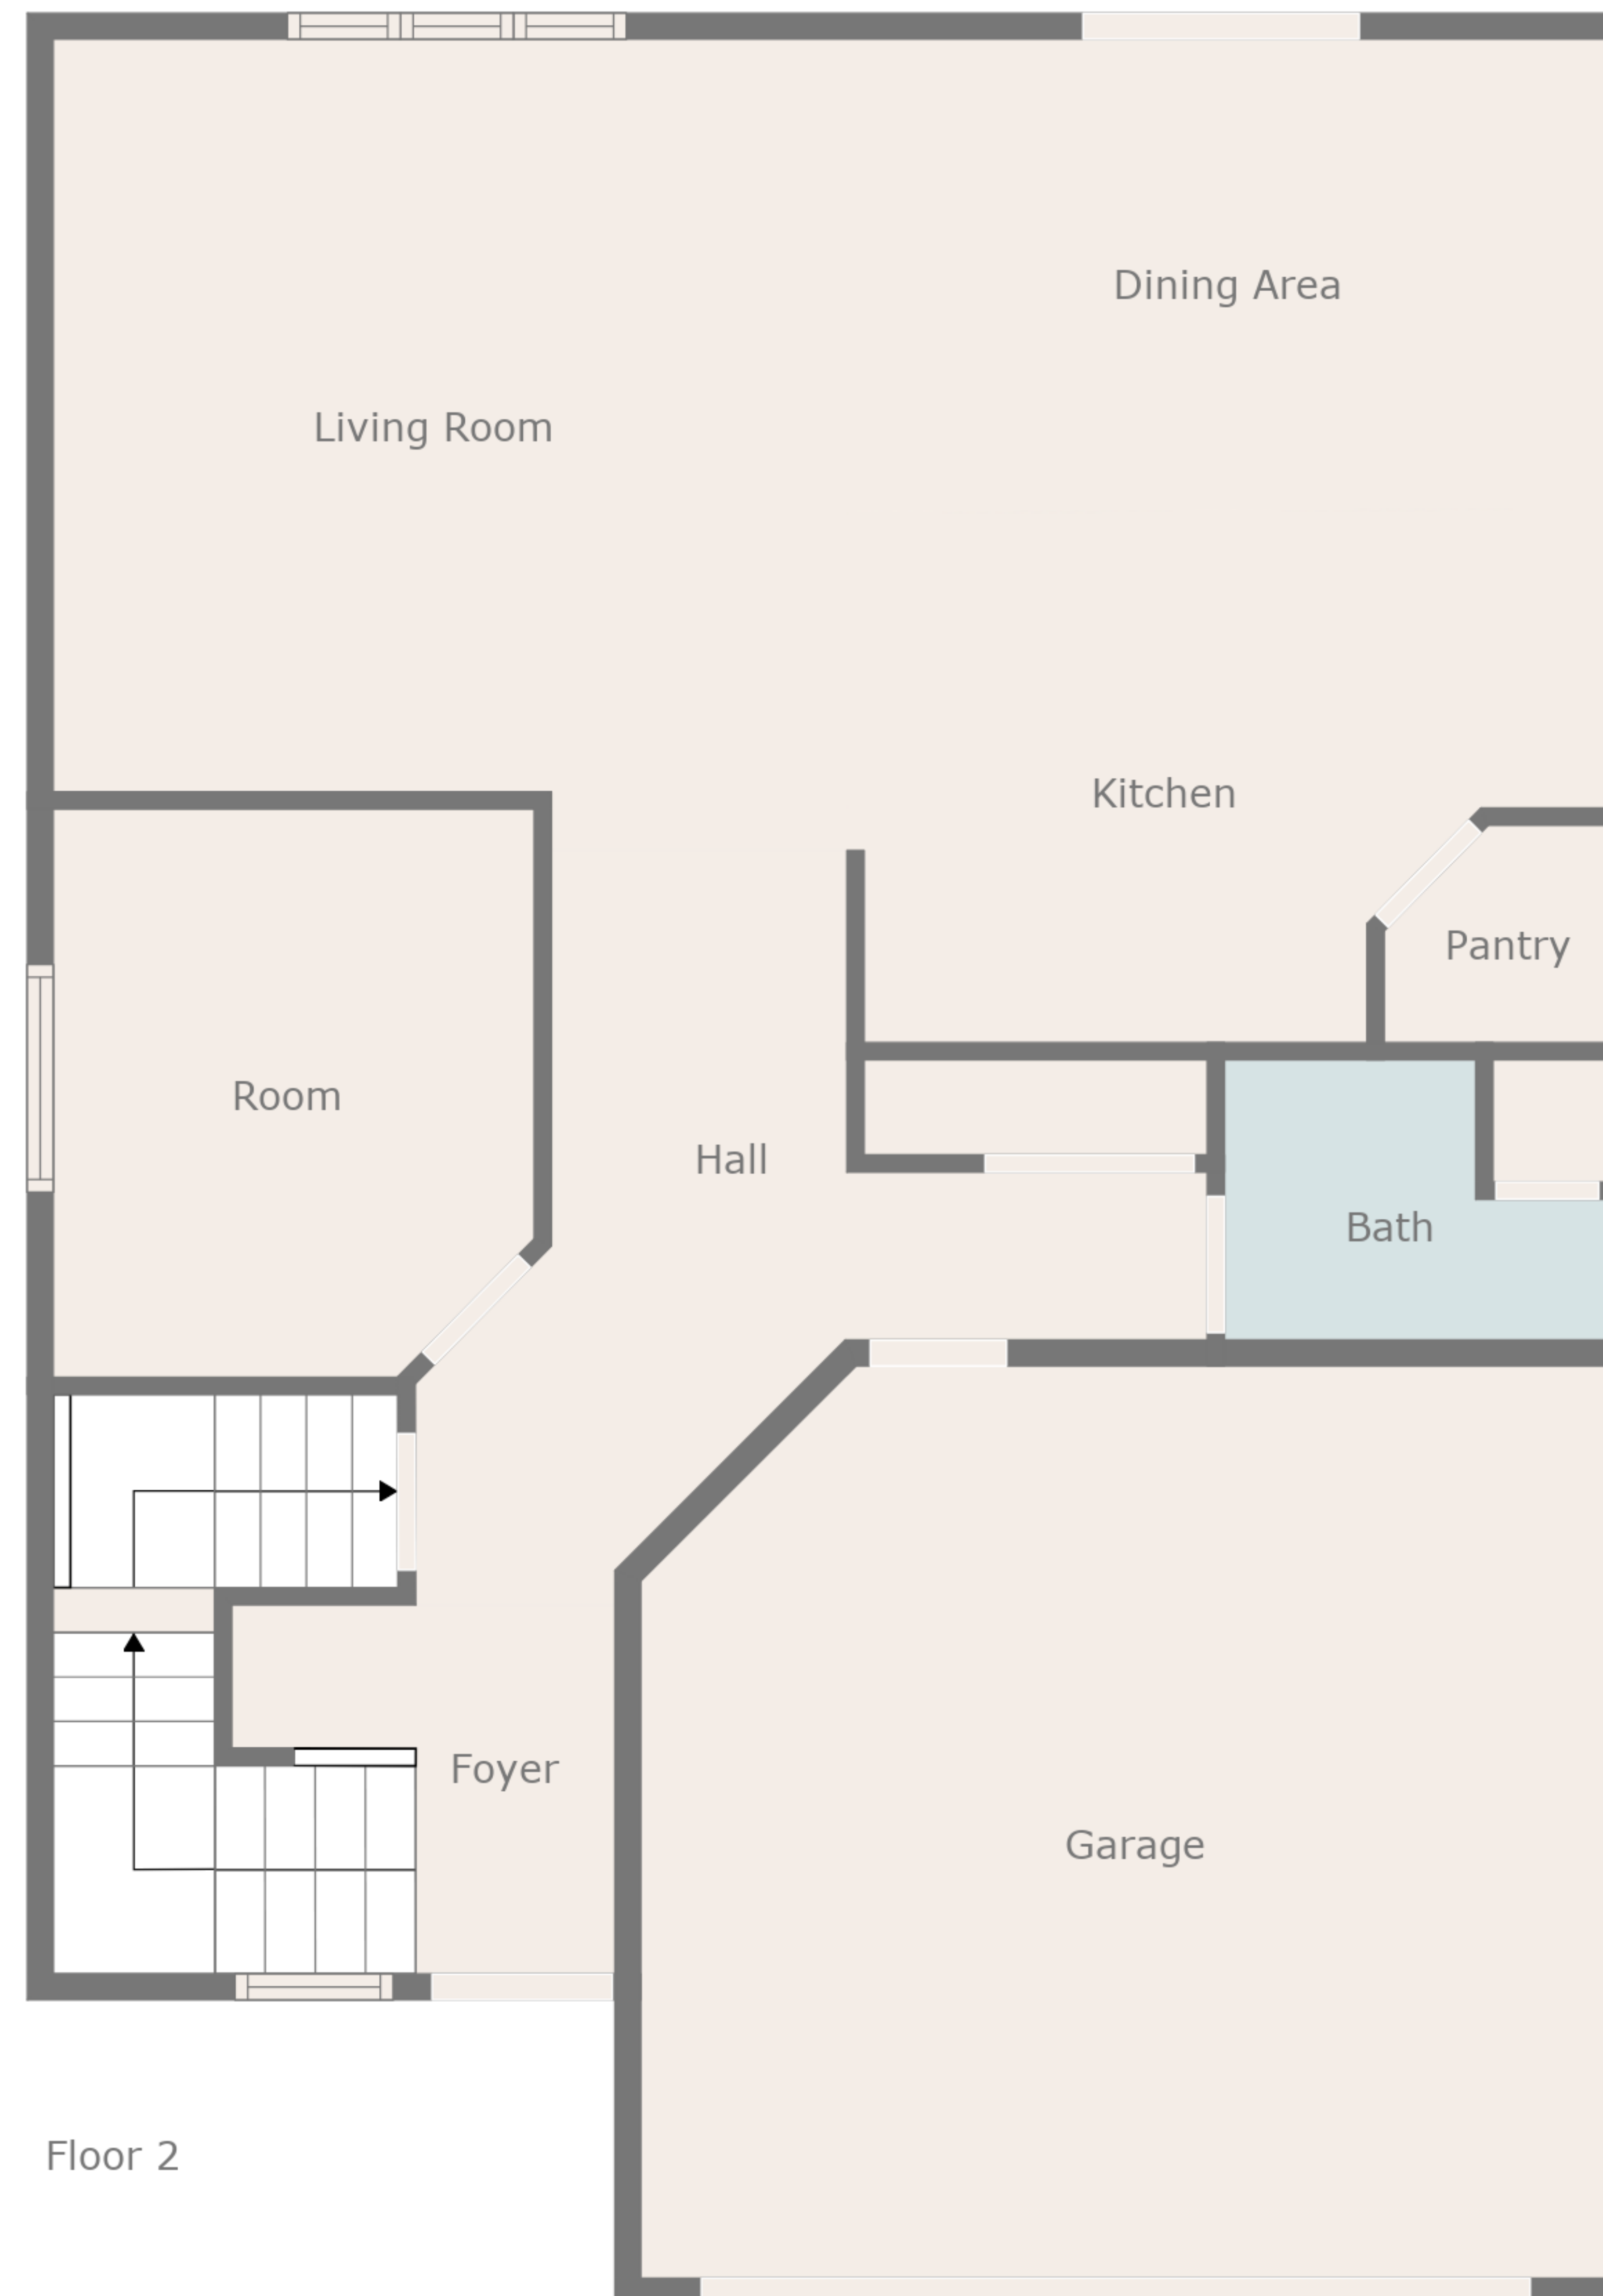 Dining Area
Living Room
Kitchen
Pantry
Room
Hall
Bath
Foyer
Garage
Floor 2